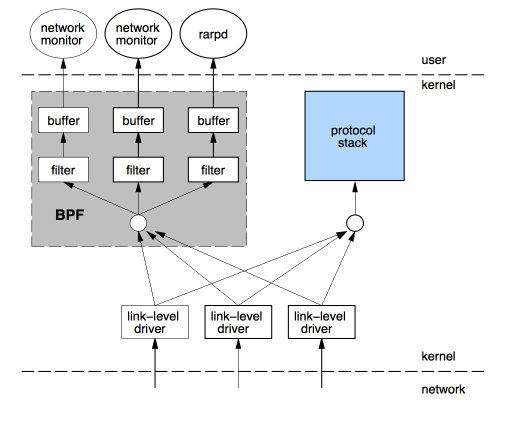 network
monitor
network
monitor
rarpd
user
kernel
buffer
buffer
buffer
protocol
stack
filter
filter
filter
BPF
link-level
driver
link-level
driver
link-level
driver
kernel
network